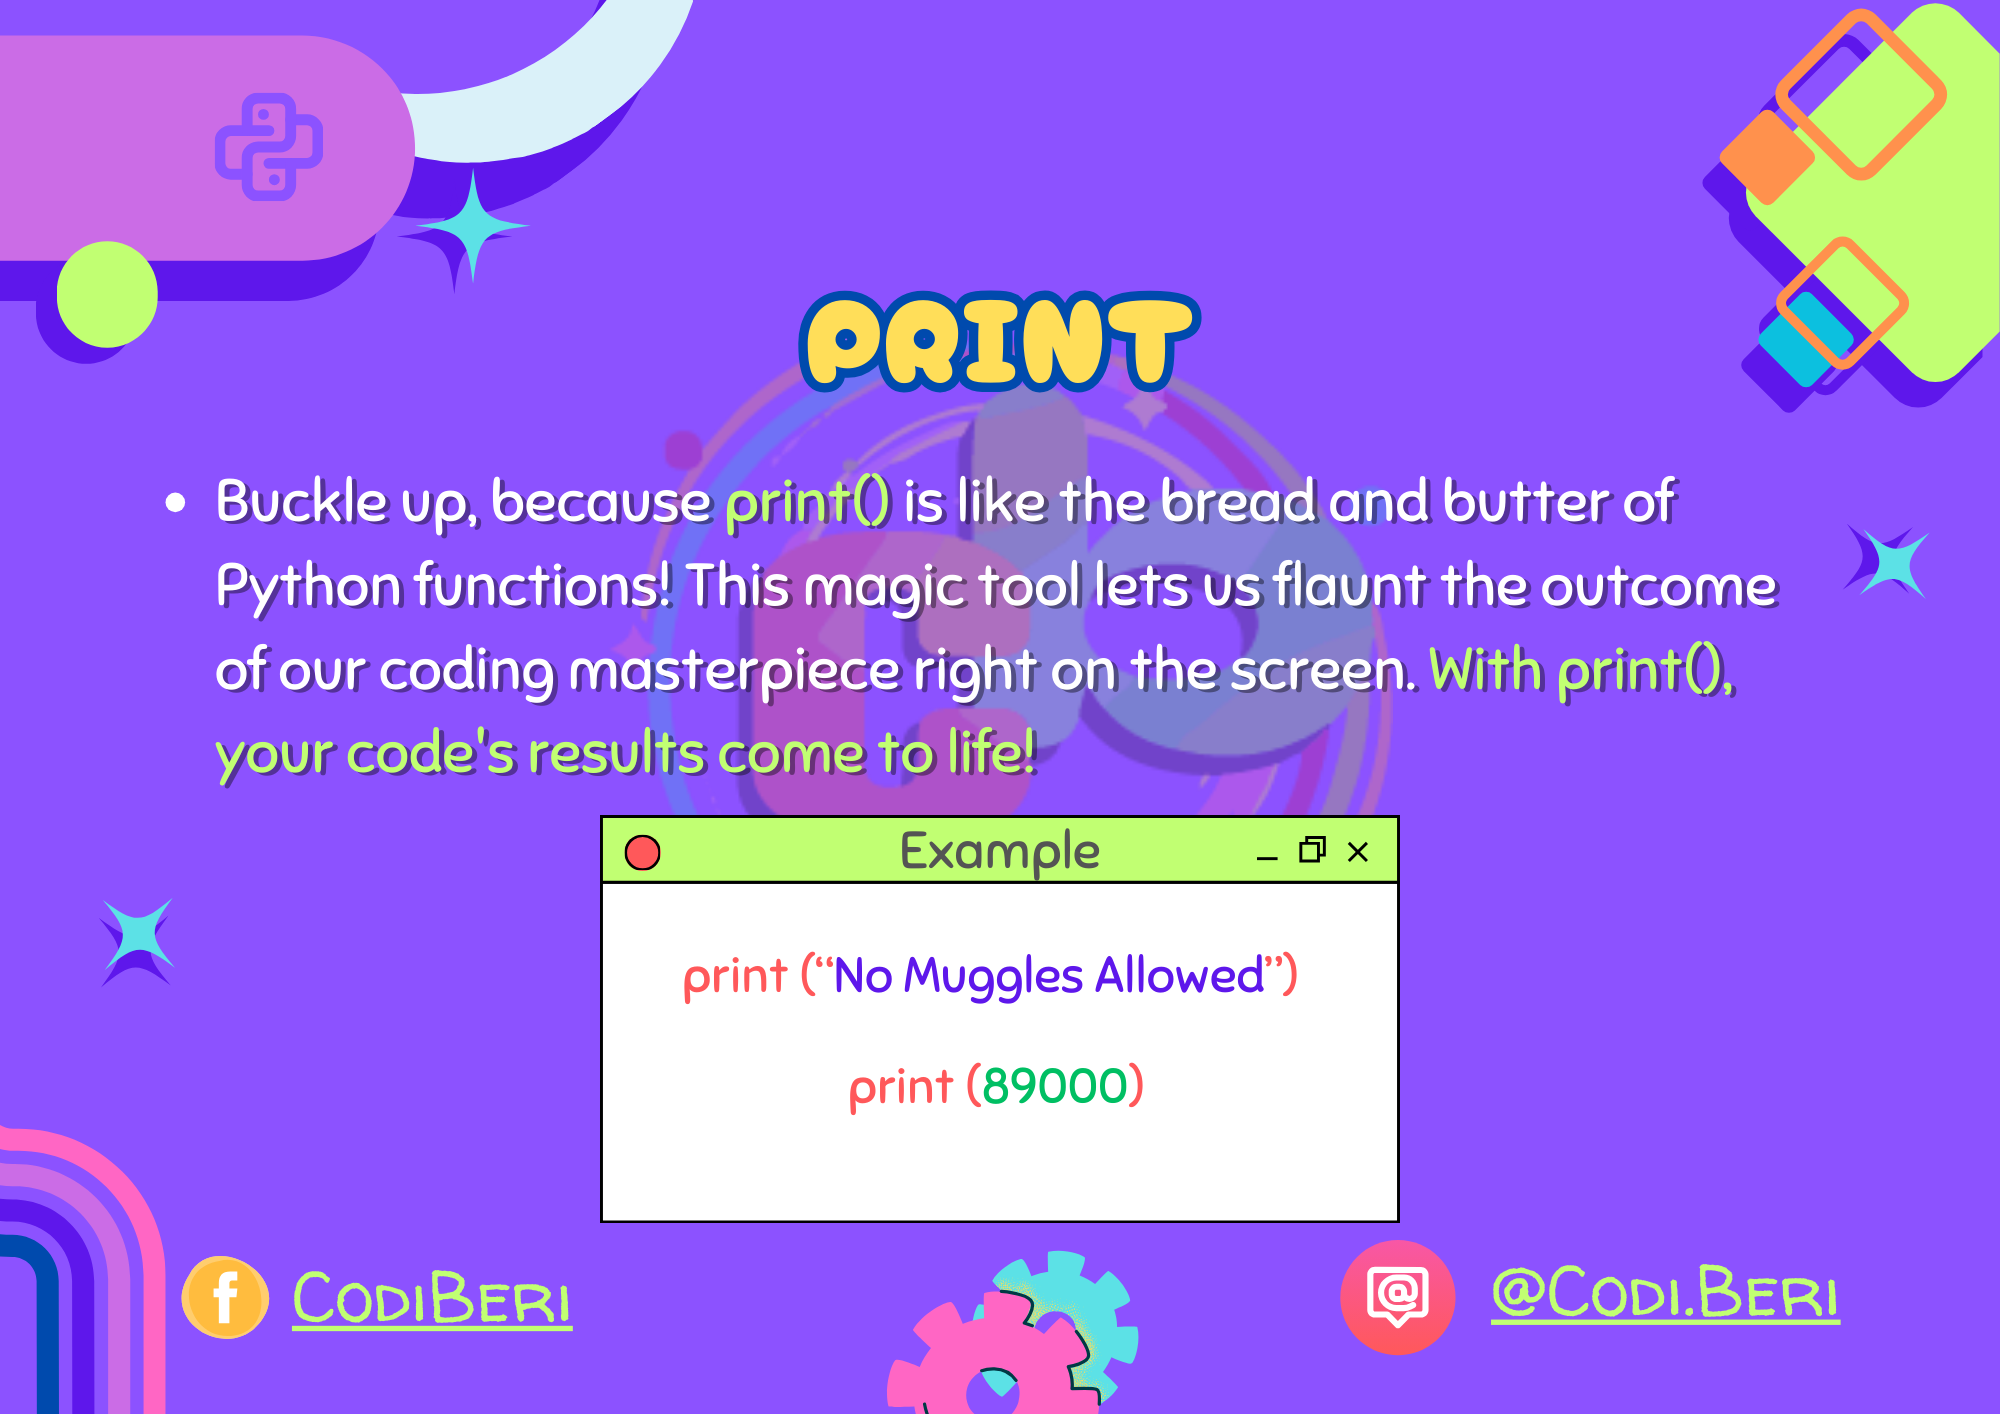 PRINT
• Buckle up, because print() is like the bread and butter of
Python functions! This magic tool lets us flaunt the outcome
of our coding masterpiece right on the screen. With print(),
your code's results come to life!
Example
print (“No Muggles Allowed”)
print (89000)
CodiBeri
@Codi.Beri